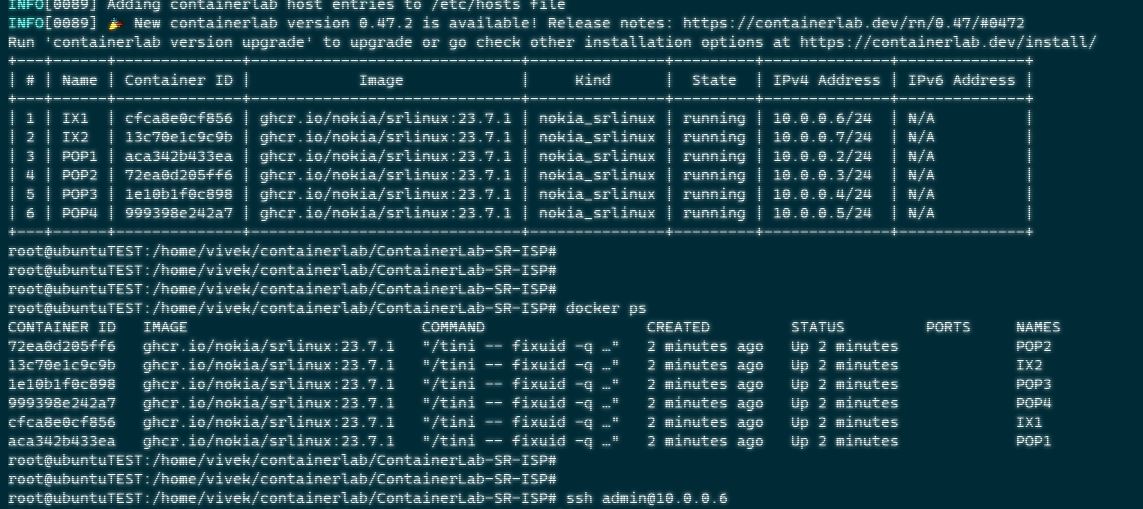 INFO[0089] Adding containerlab host entries to /etc/hosts file
INFO[0089] 🎉 New containerlab version 0.47.2 is available! Release notes: https://containerlab.dev/rn/0.47/#0472
Run 'containerlab version upgrade' to upgrade or go check other installation options at https://containerlab.dev/install/
+---+------+--------------+------------------------------+---------------+---------+--------------+--------------+
| # | Name | Container ID |            Image             |     Kind      |  State  | IPv4 Address | IPv6 Address |
+---+------+--------------+------------------------------+---------------+---------+--------------+--------------+
| 1 | IX1  | cfca8e0cf856 | ghcr.io/nokia/srlinux:23.7.1 | nokia_srlinux | running | 10.0.0.6/24  | N/A          |
| 2 | IX2  | 13c70e1c9c9b | ghcr.io/nokia/srlinux:23.7.1 | nokia_srlinux | running | 10.0.0.7/24  | N/A          |
| 3 | POP1 | aca342b433ea | ghcr.io/nokia/srlinux:23.7.1 | nokia_srlinux | running | 10.0.0.2/24  | N/A          |
| 4 | POP2 | 72ea0d205ff6 | ghcr.io/nokia/srlinux:23.7.1 | nokia_srlinux | running | 10.0.0.3/24  | N/A          |
| 5 | POP3 | 1e10b1f0c898 | ghcr.io/nokia/srlinux:23.7.1 | nokia_srlinux | running | 10.0.0.4/24  | N/A          |
| 6 | POP4 | 999398e242a7 | ghcr.io/nokia/srlinux:23.7.1 | nokia_srlinux | running | 10.0.0.5/24  | N/A          |
+---+------+--------------+------------------------------+---------------+---------+--------------+--------------+
root@ubuntuTEST:/home/vivek/containerlab/ContainerLab-SR-ISP#
root@ubuntuTEST:/home/vivek/containerlab/ContainerLab-SR-ISP#
root@ubuntuTEST:/home/vivek/containerlab/ContainerLab-SR-ISP#
root@ubuntuTEST:/home/vivek/containerlab/ContainerLab-SR-ISP# docker ps
CONTAINER ID   IMAGE                          COMMAND                  CREATED         STATUS         PORTS     NAMES
72ea0d205ff6   ghcr.io/nokia/srlinux:23.7.1   "/tini -- fixuid -q …"   2 minutes ago   Up 2 minutes             POP2
13c70e1c9c9b   ghcr.io/nokia/srlinux:23.7.1   "/tini -- fixuid -q …"   2 minutes ago   Up 2 minutes             IX2
1e10b1f0c898   ghcr.io/nokia/srlinux:23.7.1   "/tini -- fixuid -q …"   2 minutes ago   Up 2 minutes             POP3
999398e242a7   ghcr.io/nokia/srlinux:23.7.1   "/tini -- fixuid -q …"   2 minutes ago   Up 2 minutes             POP4
cfca8e0cf856   ghcr.io/nokia/srlinux:23.7.1   "/tini -- fixuid -q …"   2 minutes ago   Up 2 minutes             IX1
aca342b433ea   ghcr.io/nokia/srlinux:23.7.1   "/tini -- fixuid -q …"   2 minutes ago   Up 2 minutes             POP1
root@ubuntuTEST:/home/vivek/containerlab/ContainerLab-SR-ISP#
root@ubuntuTEST:/home/vivek/containerlab/ContainerLab-SR-ISP#
root@ubuntuTEST:/home/vivek/containerlab/ContainerLab-SR-ISP# ssh admin@10.0.0.6